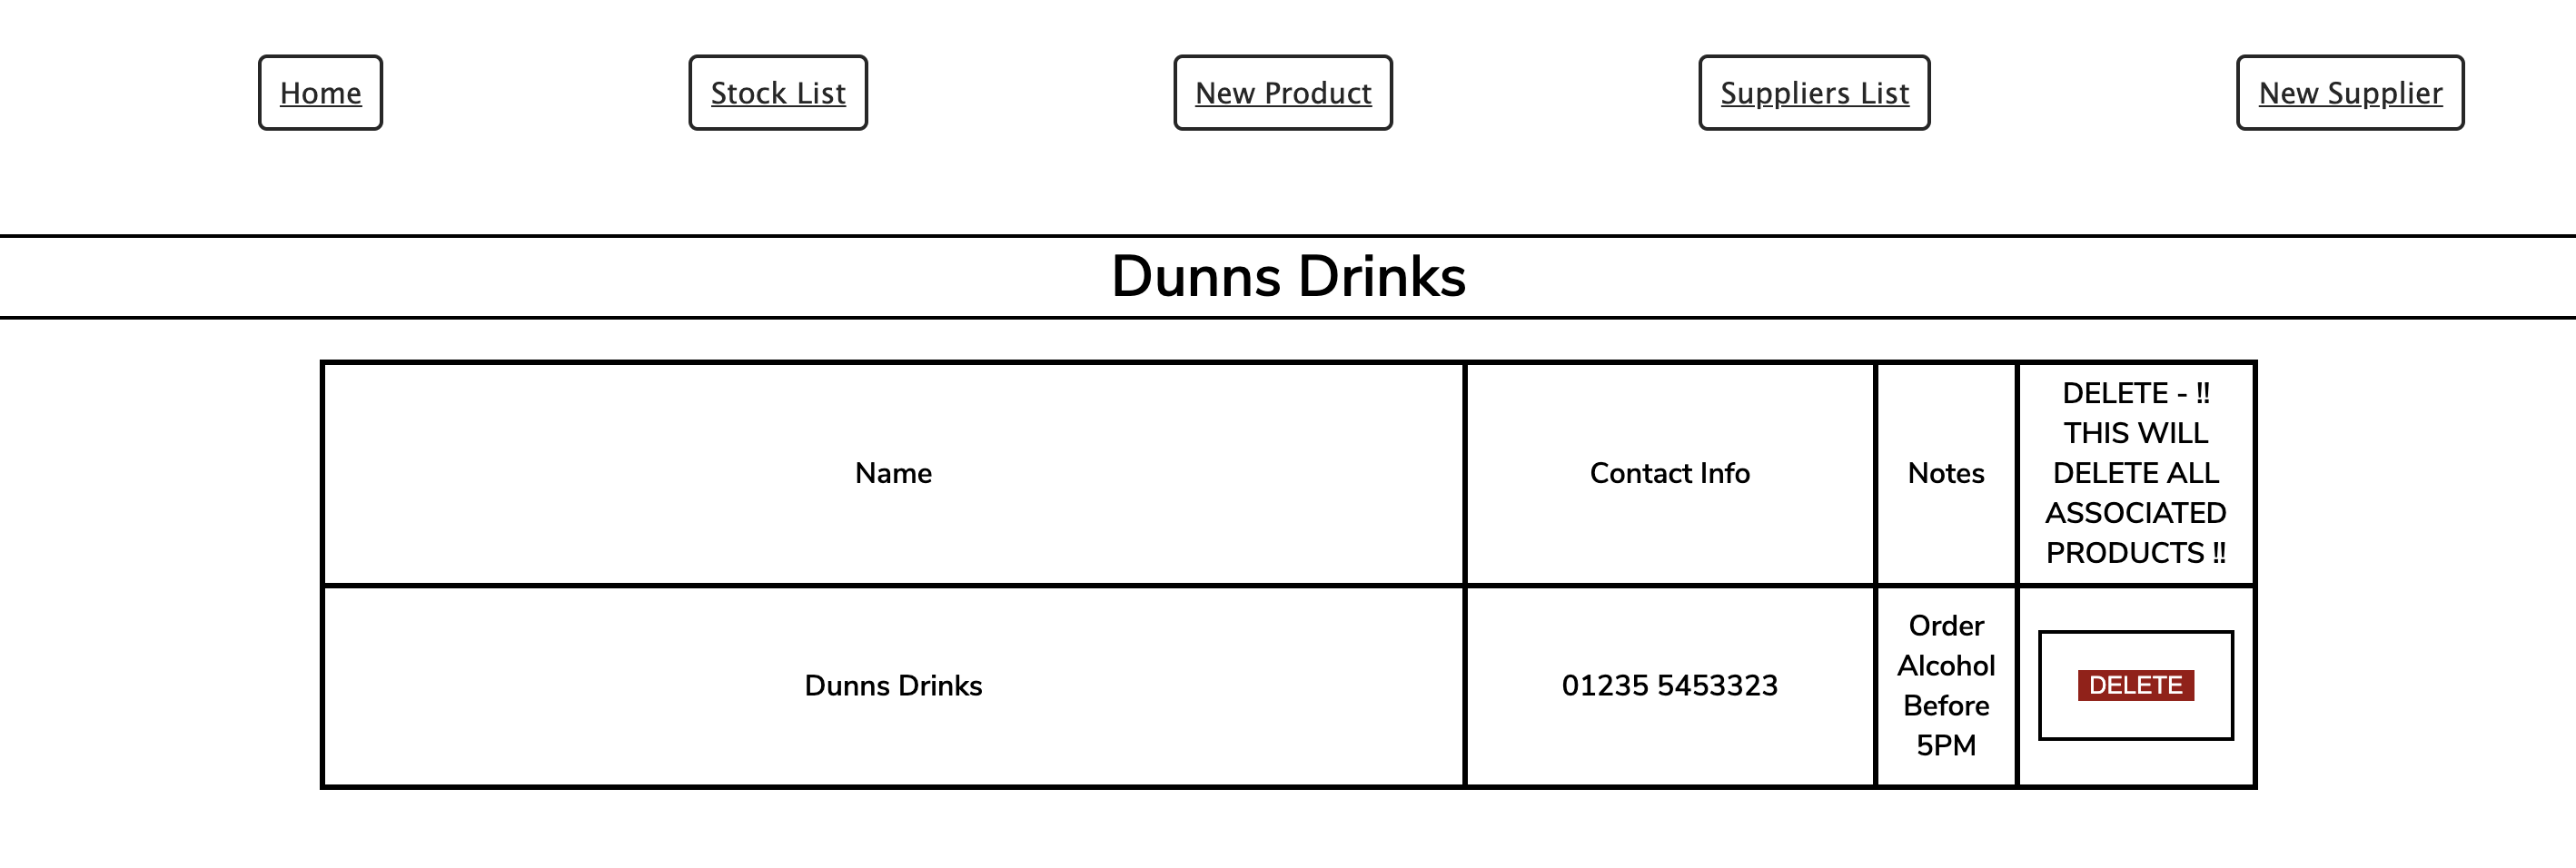 Home
Stock List
New Product
Suppliers List
New Supplier
Dunns Drinks
Name
Contact Info
Notes
DELETE - !!
THIS WILL
DELETE ALL
ASSOCIATED
PRODUCTS !!
Dunns Drinks
01235 5453323
Order
Alcohol
Before
5PM
DELETE